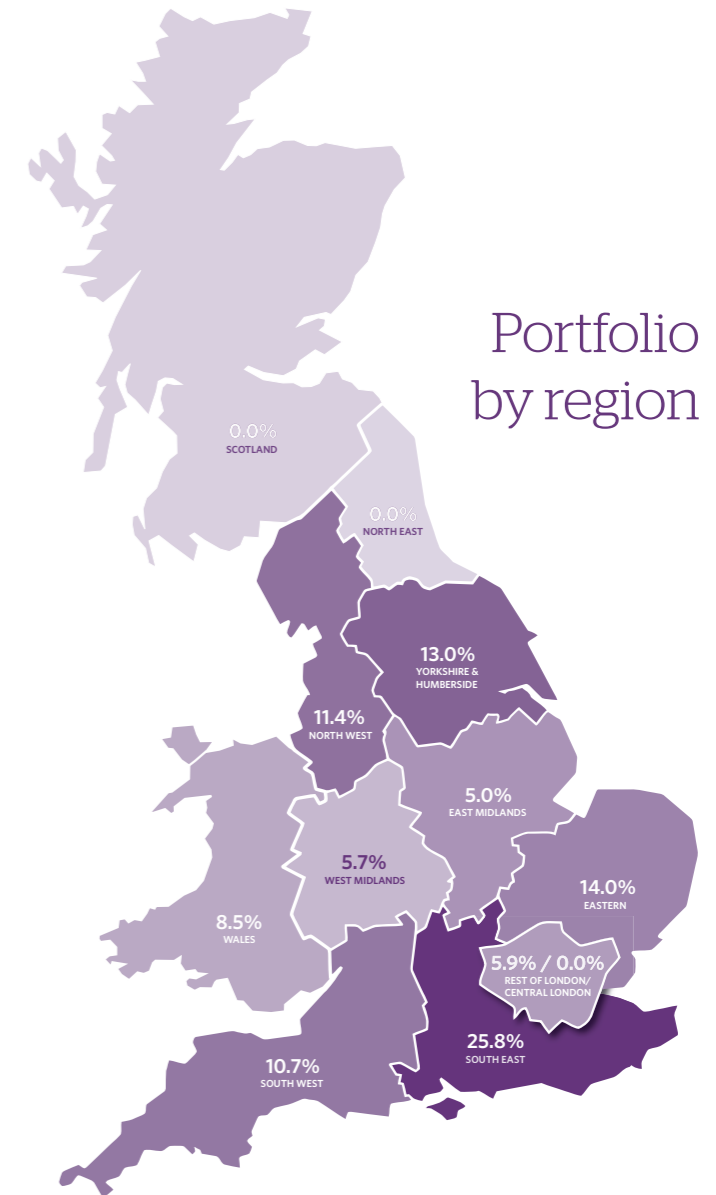 Portfolio
by region
0.0%
SCOTLAND
0.0%
NORTH EAST
13.0%
YORKSHIRE &
HUMBERSIDE
11.4%
NORTH WEST
5.0%
EAST MIDLANDS
5.7%
WEST MIDLANDS
14.0%
EASTERN
8.5%
WALES
5.9% / 0.0%
REST OF LONDON/
CENTRAL LONDON
25.8%
SOUTH EAST
10.7%
SOUTH WEST